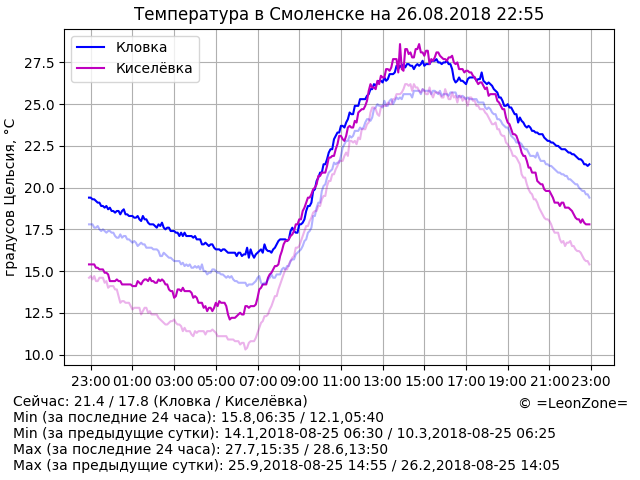 Температура в Смоленске на 26.08.2018 22:55
Кловка
Киселёвка
градусов Цельсия, °C
27.5
25.0
22.5
20.0
17.5
15.0
12.5
10.0
23:00 01:00 03:00 05:00 07:00 09:00 11:00 13:00 15:00 17:00 19:00 21:00 23:00
Сейчас: 21.4 / 17.8 (Кловка / Киселёвка)
© =LeonZone=
Min (за последние 24 часа): 15.8,06:35 / 12.1,05:40
Min (за предыдущие сутки): 14.1,2018-08-25 06:30 / 10.3,2018-08-25 06:25
Max (за последние 24 часа): 27.7,15:35 / 28.6,13:50
Max (за предыдущие сутки): 25.9,2018-08-25 14:55 / 26.2,2018-08-25 14:05